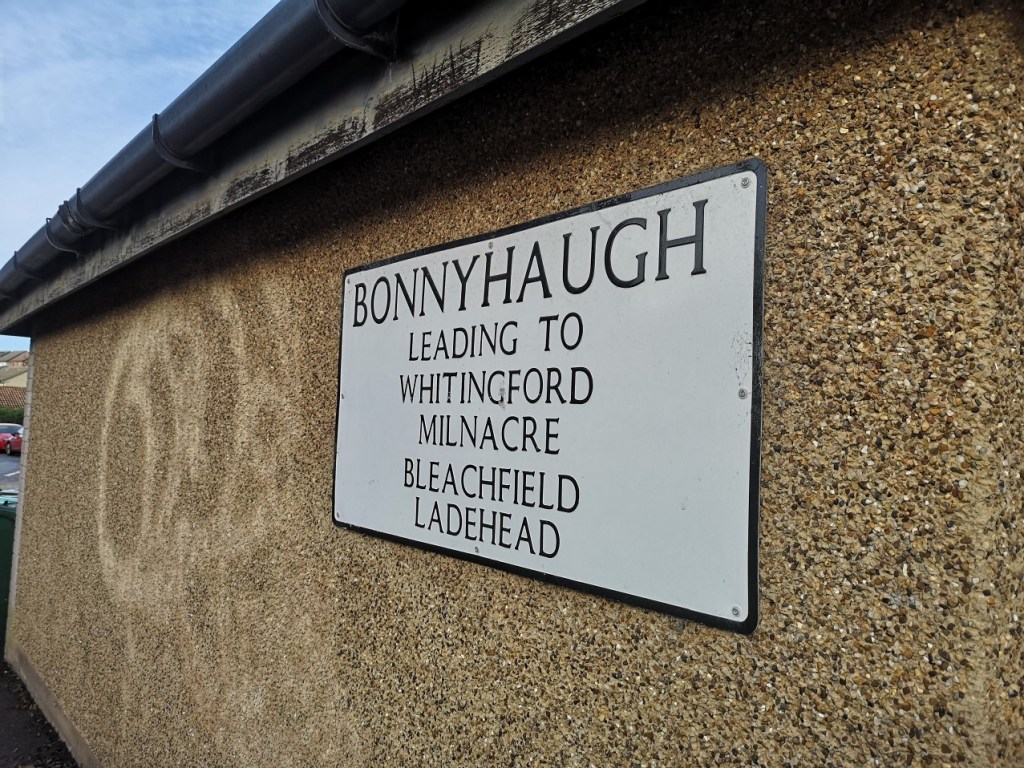 BONNYHAUGH
LEADING TO
WHITINGFORD
MILNACRE
BLEACHFIELD
LADEHEAD